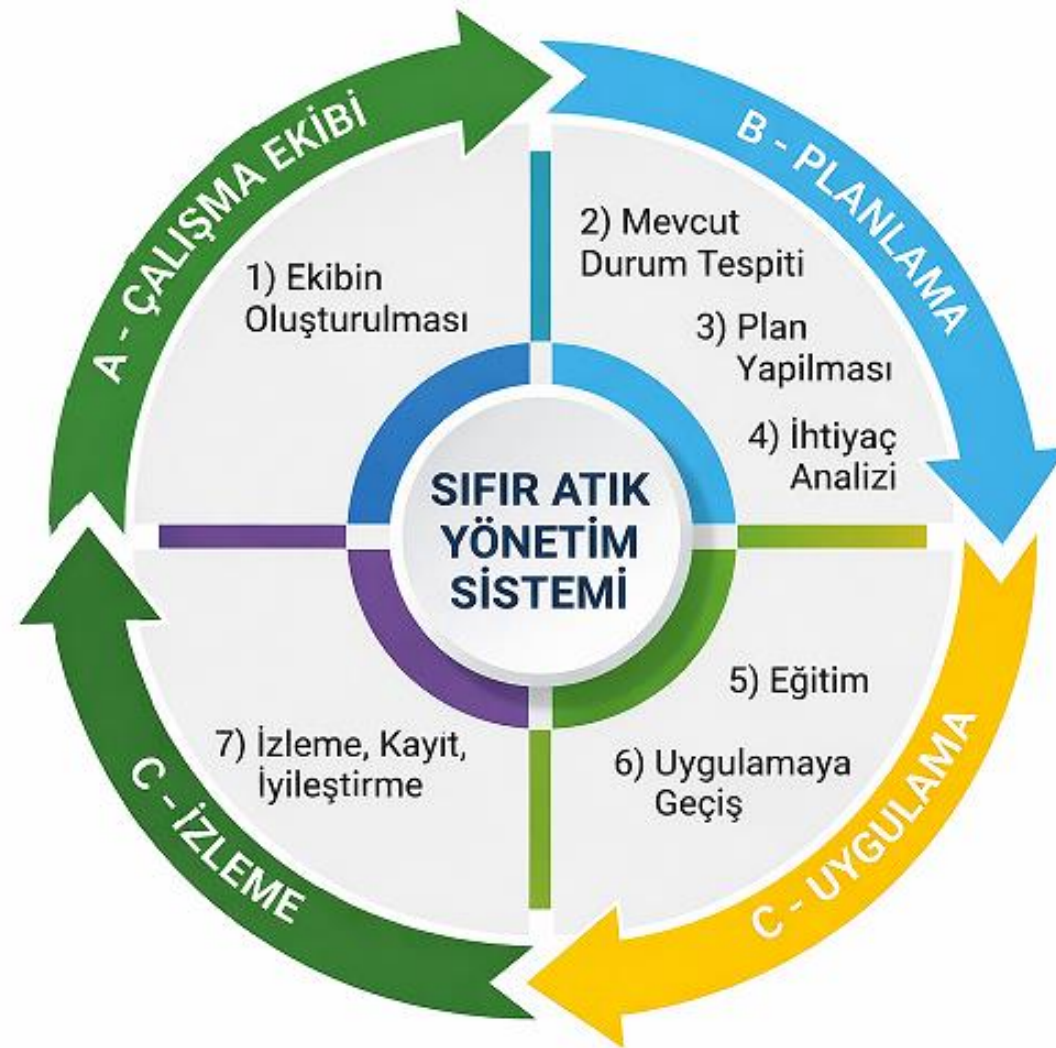 A - ÇALIŞMA EKİBİ
B - PLANLAMA
1) Ekibin
Oluşturulması
2) Mevcut
Durum Tespiti
3) Plan
Yapılması
4) İhtiyaç
Analizi
SIFIR ATIK
YÖNETİM
SİSTEMİ
5) Eğitim
6) Uygulamaya
Geçiş
C - UYGULAMA
7) İzleme, Kayıt,
İyileştirme
C - İZLEME